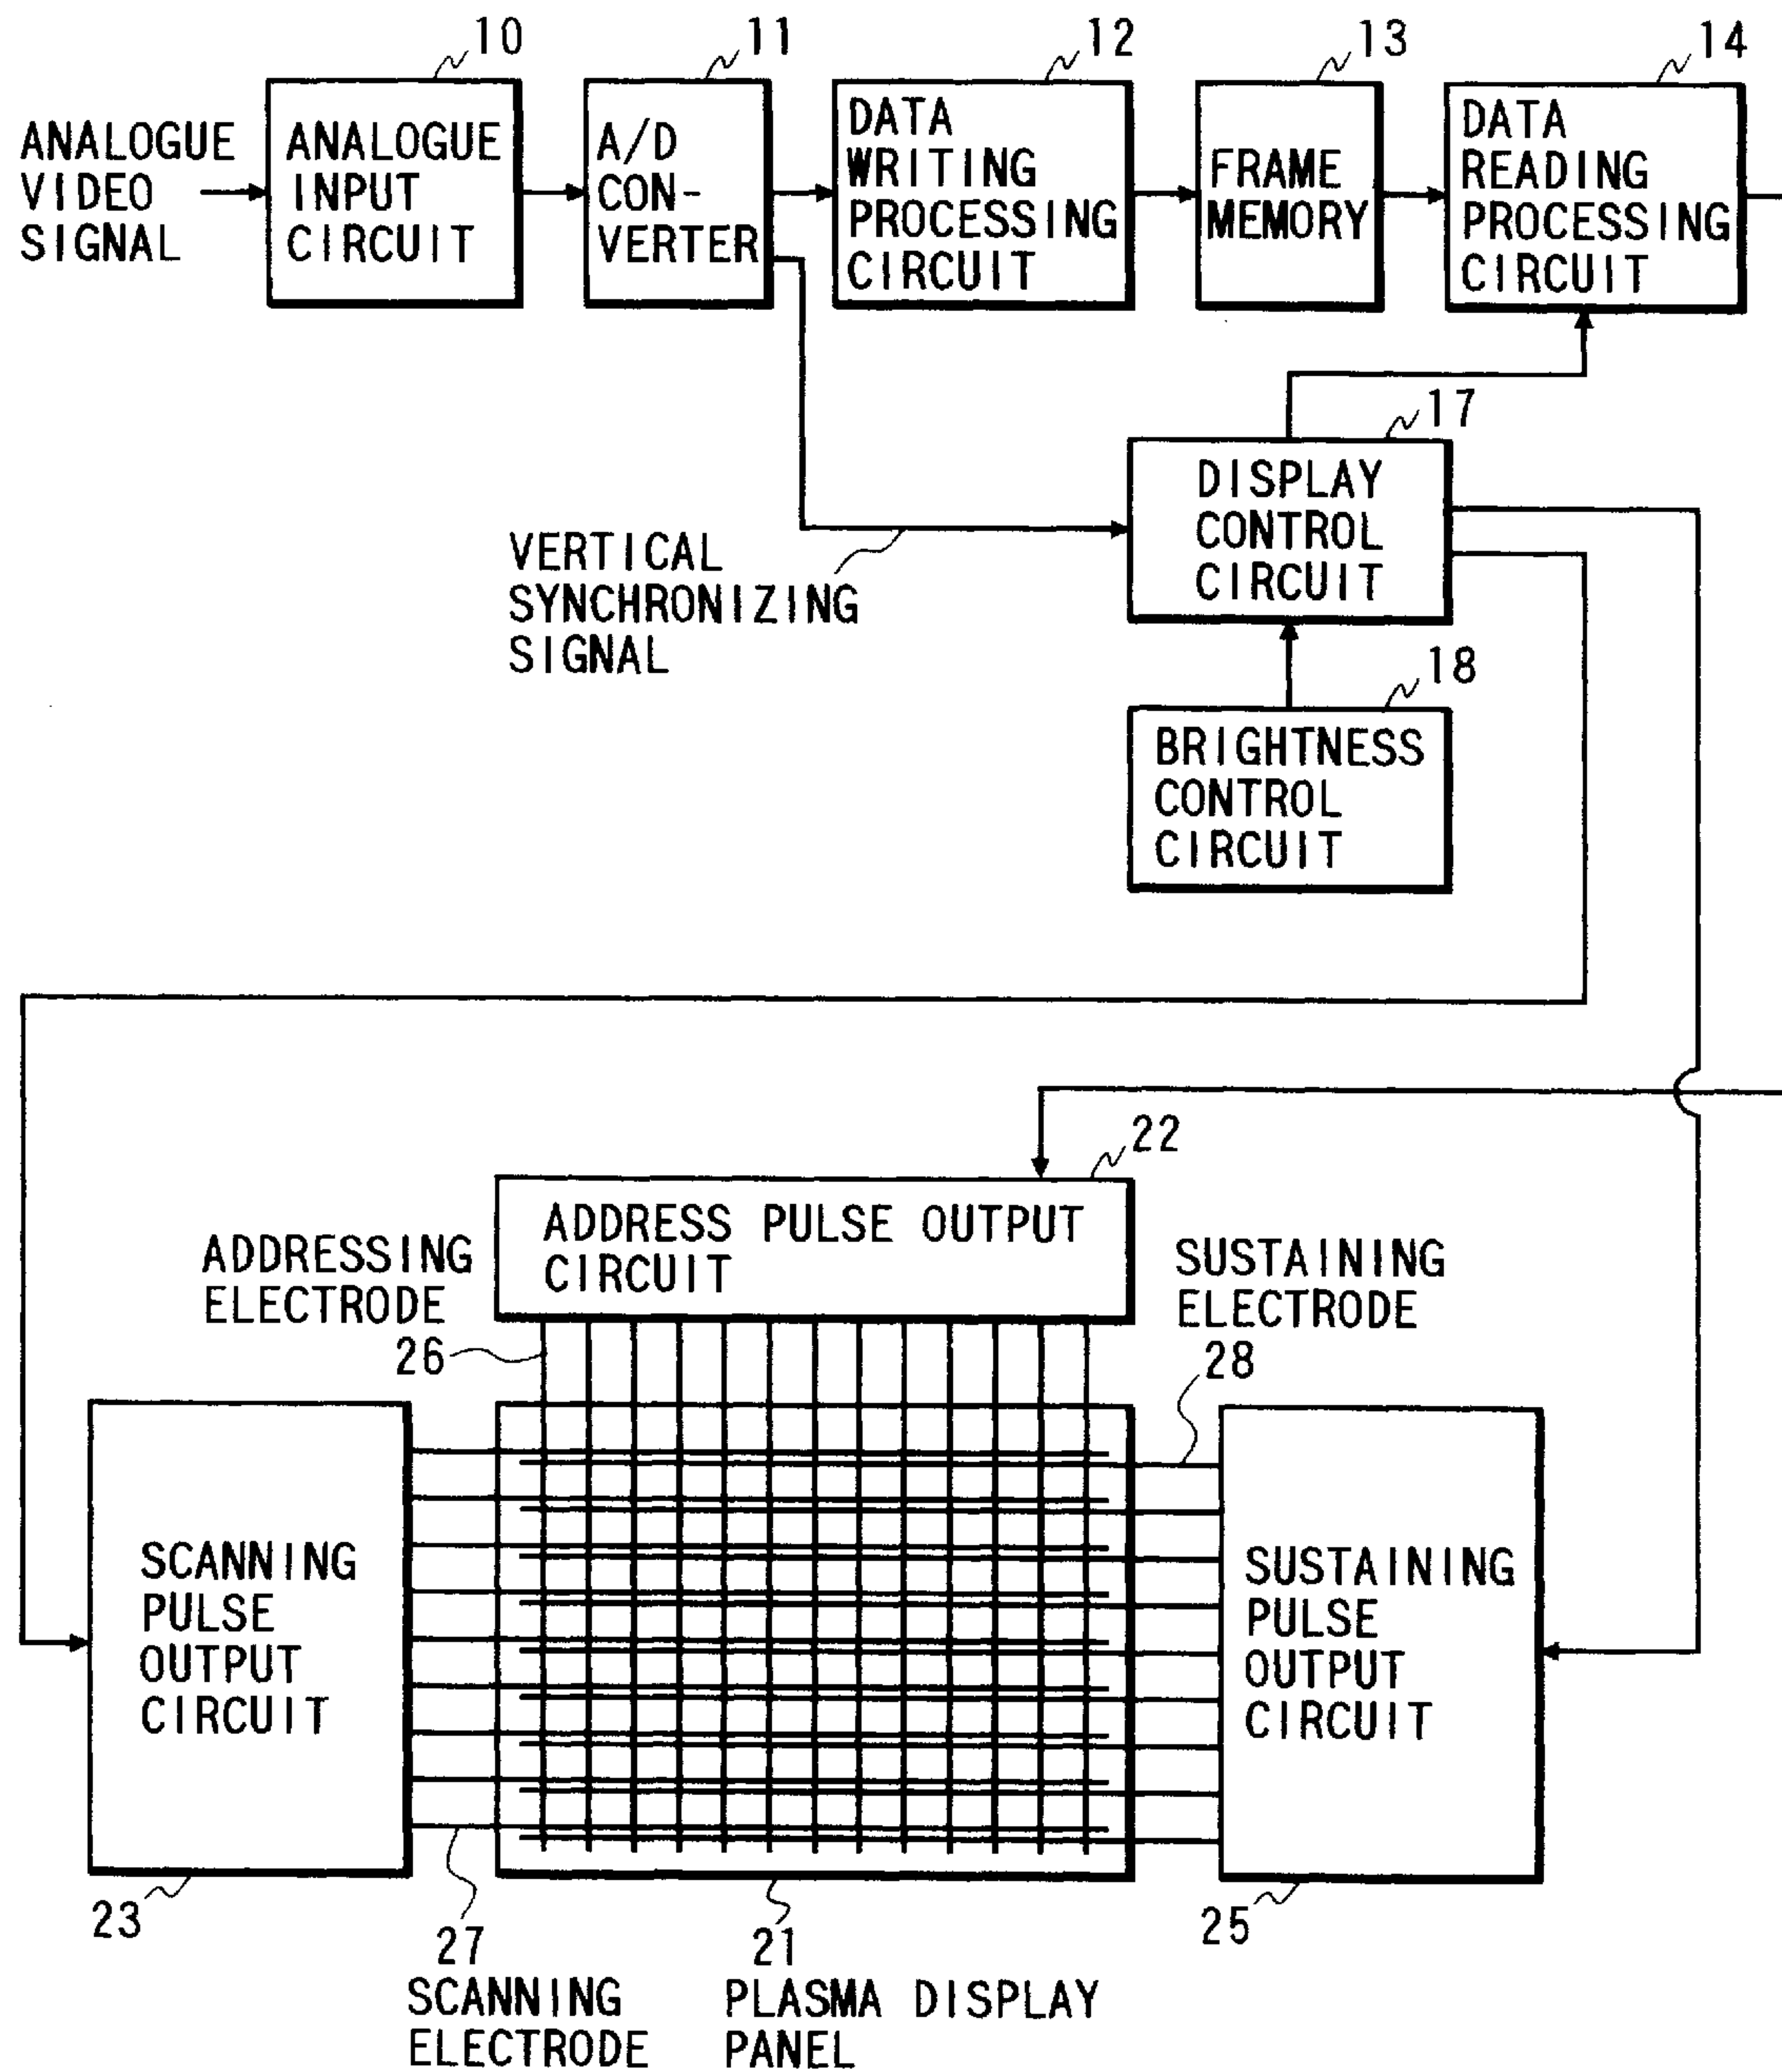 10
11
12
13
14
ANALOGUE
VIDEO
SIGNAL
ANALOGUE
INPUT
CIRCUIT
A/D
CON-
VERTER
DATA
WRITING
PROCESSING
CIRCUIT
FRAME
MEMORY
DATA
READING
PROCESSING
CIRCUIT
17
DISPLAY
CONTROL
CIRCUIT
VERTICAL
SYNCHRONIZING
SIGNAL
18
BRIGHTNESS
CONTROL
CIRCUIT
22
ADDRESS PULSE OUTPUT
CIRCUIT
ADDRESSING
ELECTRODE
26
SUSTAINING
ELECTRODE
28
SCANNING
PULSE
OUTPUT
CIRCUIT
SUSTAINING
PULSE
OUTPUT
CIRCUIT
23
27
SCANNING
ELECTRODE
21
PLASMA DISPLAY
PANEL
25